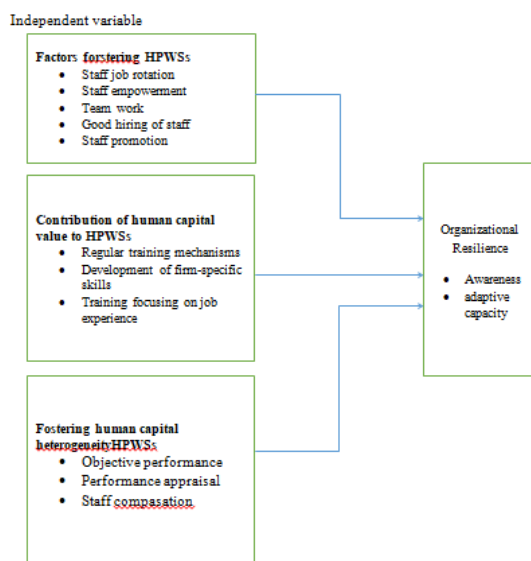 Independent variable
Factors forstering HPWSs
• Staff job rotation
• Staff empowerment
• Team work
• Good hiring of staff
• Staff promotion
Contribution of human capital
value to HPWSs
• Regular training mechanisms
• Development of firm-specific
skills
• Training focusing on job
experience
Fostering human capital
heterogeneityHPWSs
• Objective performance
• Performance appraisal
• Staff compasation
Organizational
Resilience
• Awareness
• adaptive
capacity